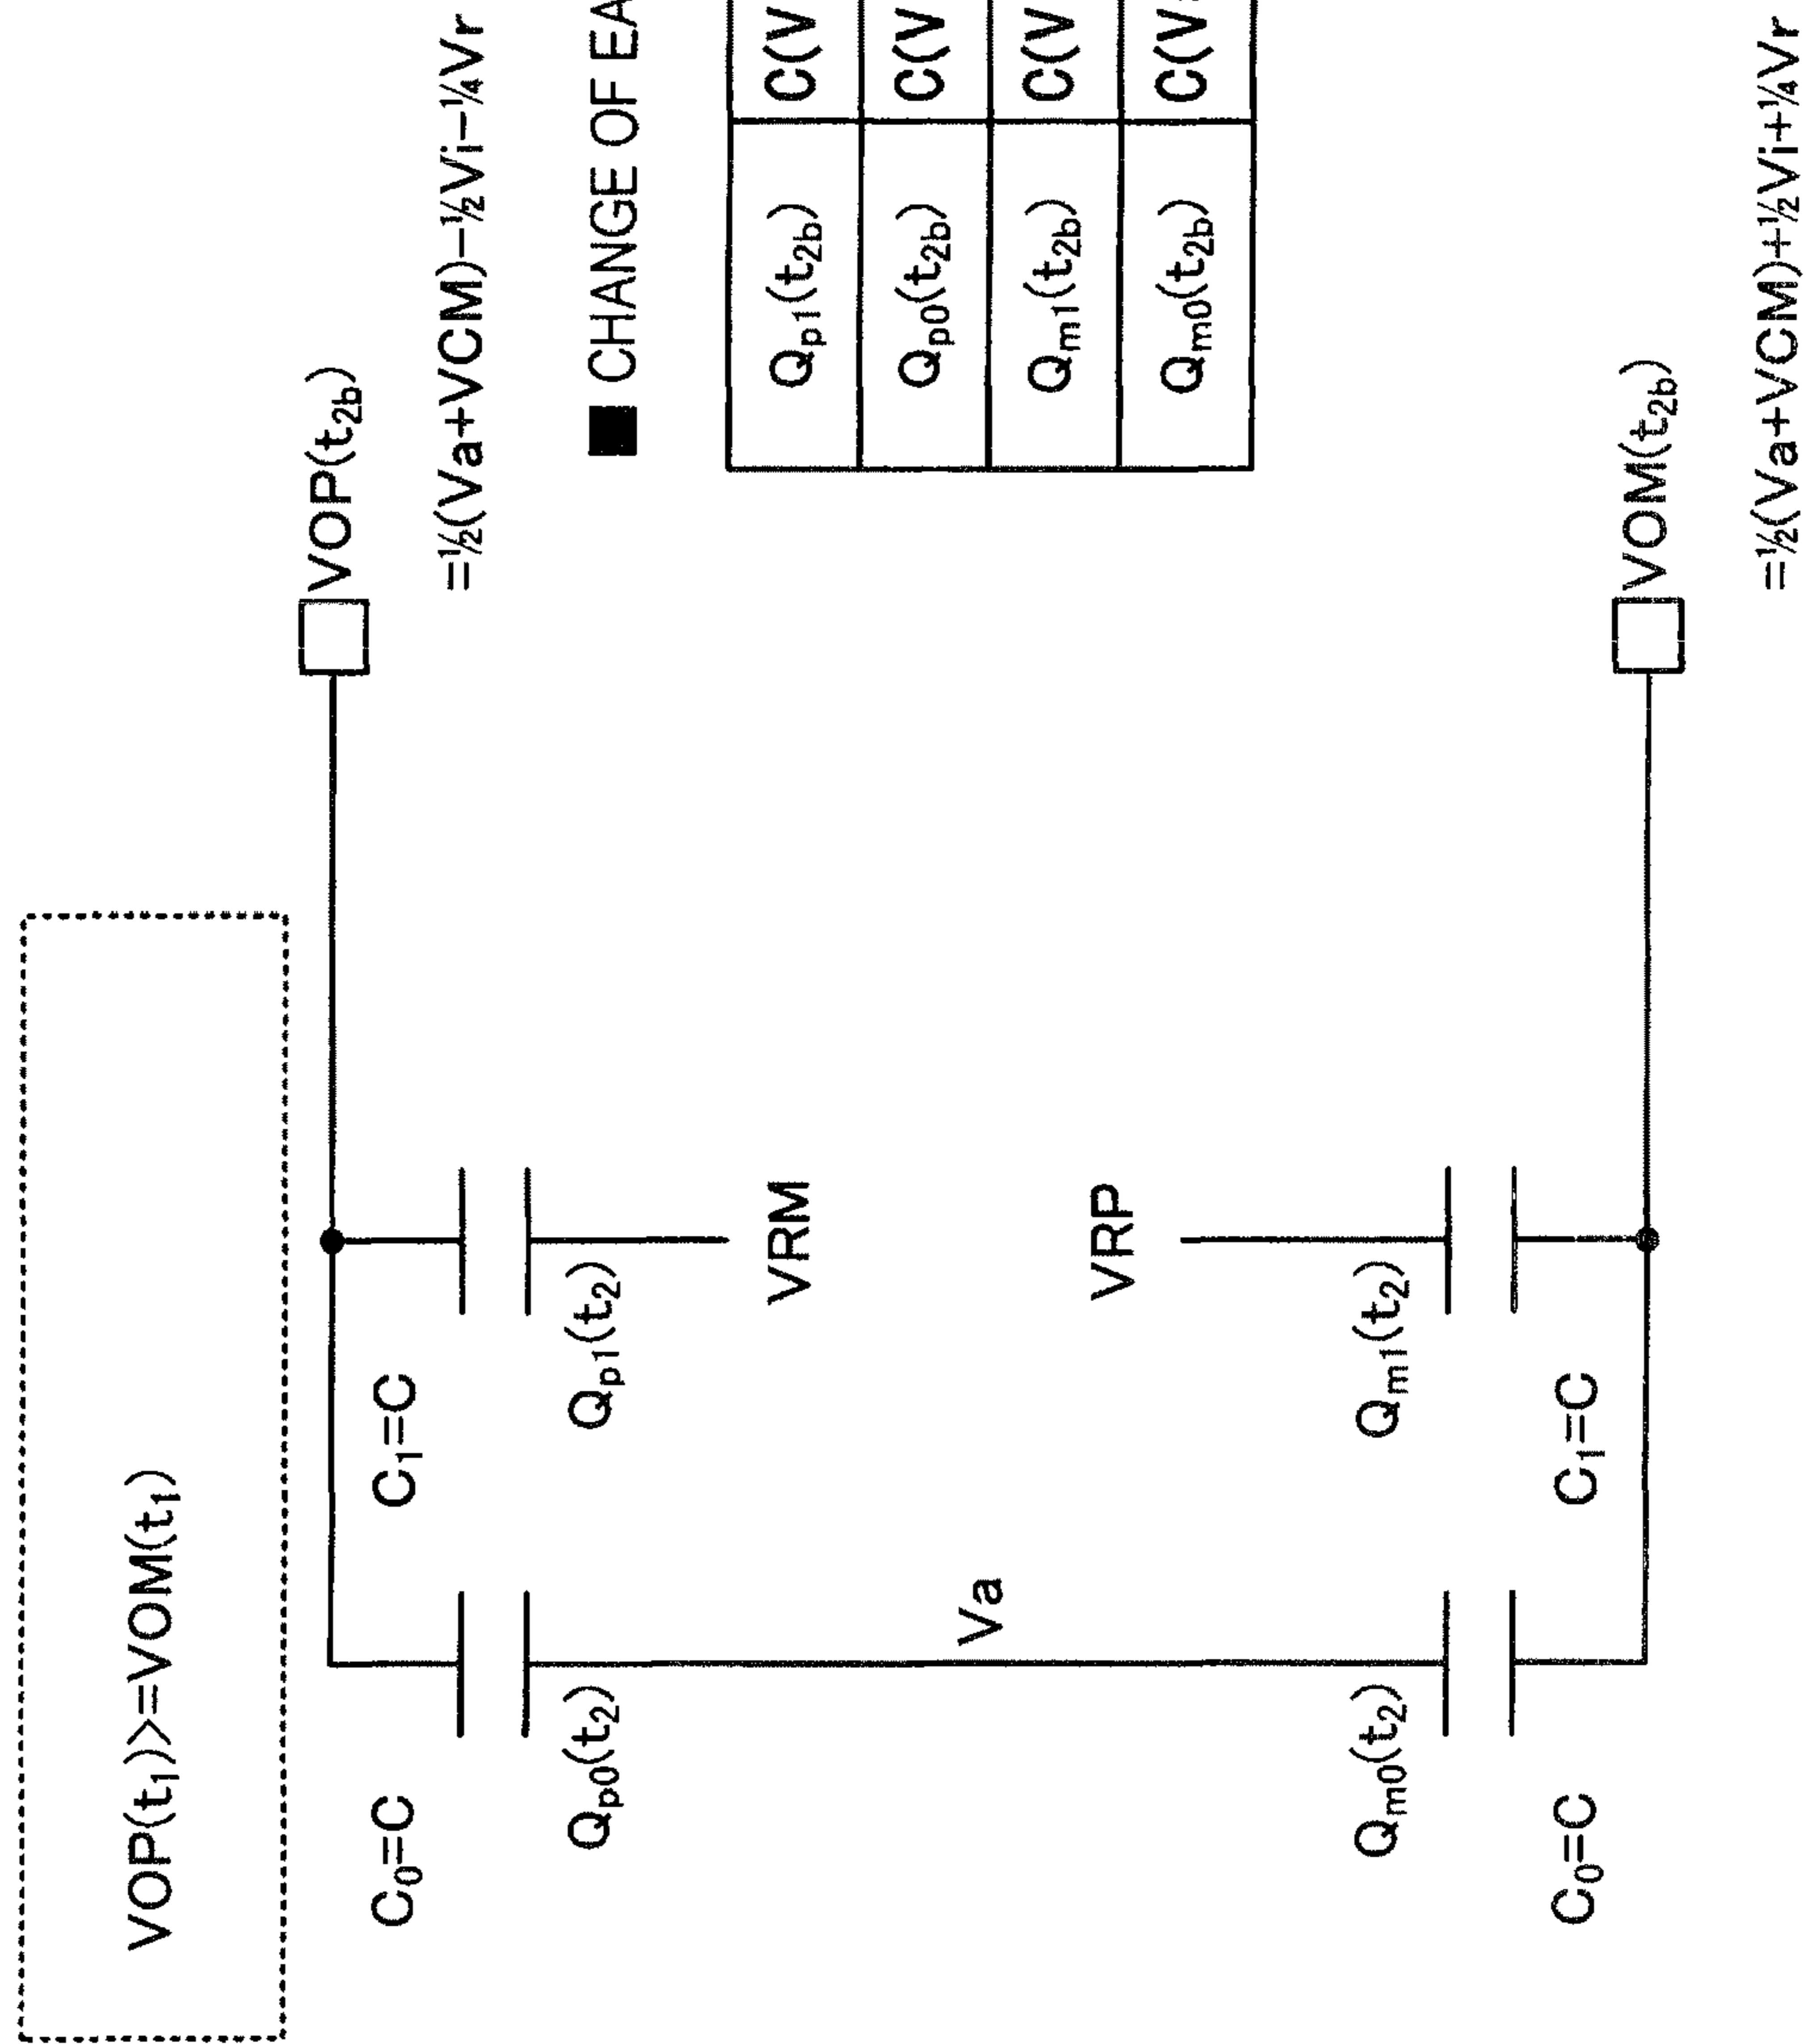 VOP(t₁)>=VOM(t₁)
VOP(t₂b)
=½(Va+VCM)-½Vi-¼Vr
C₀=C
C₁=C
Qp0(t₂)
Qp1(t₂)
VRM
Va
VRP
Qm0(t₂)
Qm1(t₂)
C₀=C
C₁=C
VOM(t₂b)
=½(Va+VCM)+½Vi+¼Vr
■ CHANGE OF EA
Qp1(t₂b) C(V
Qp0(t₂b) C(V
Qm1(t₂b) C(V
Qm0(t₂b) C(V